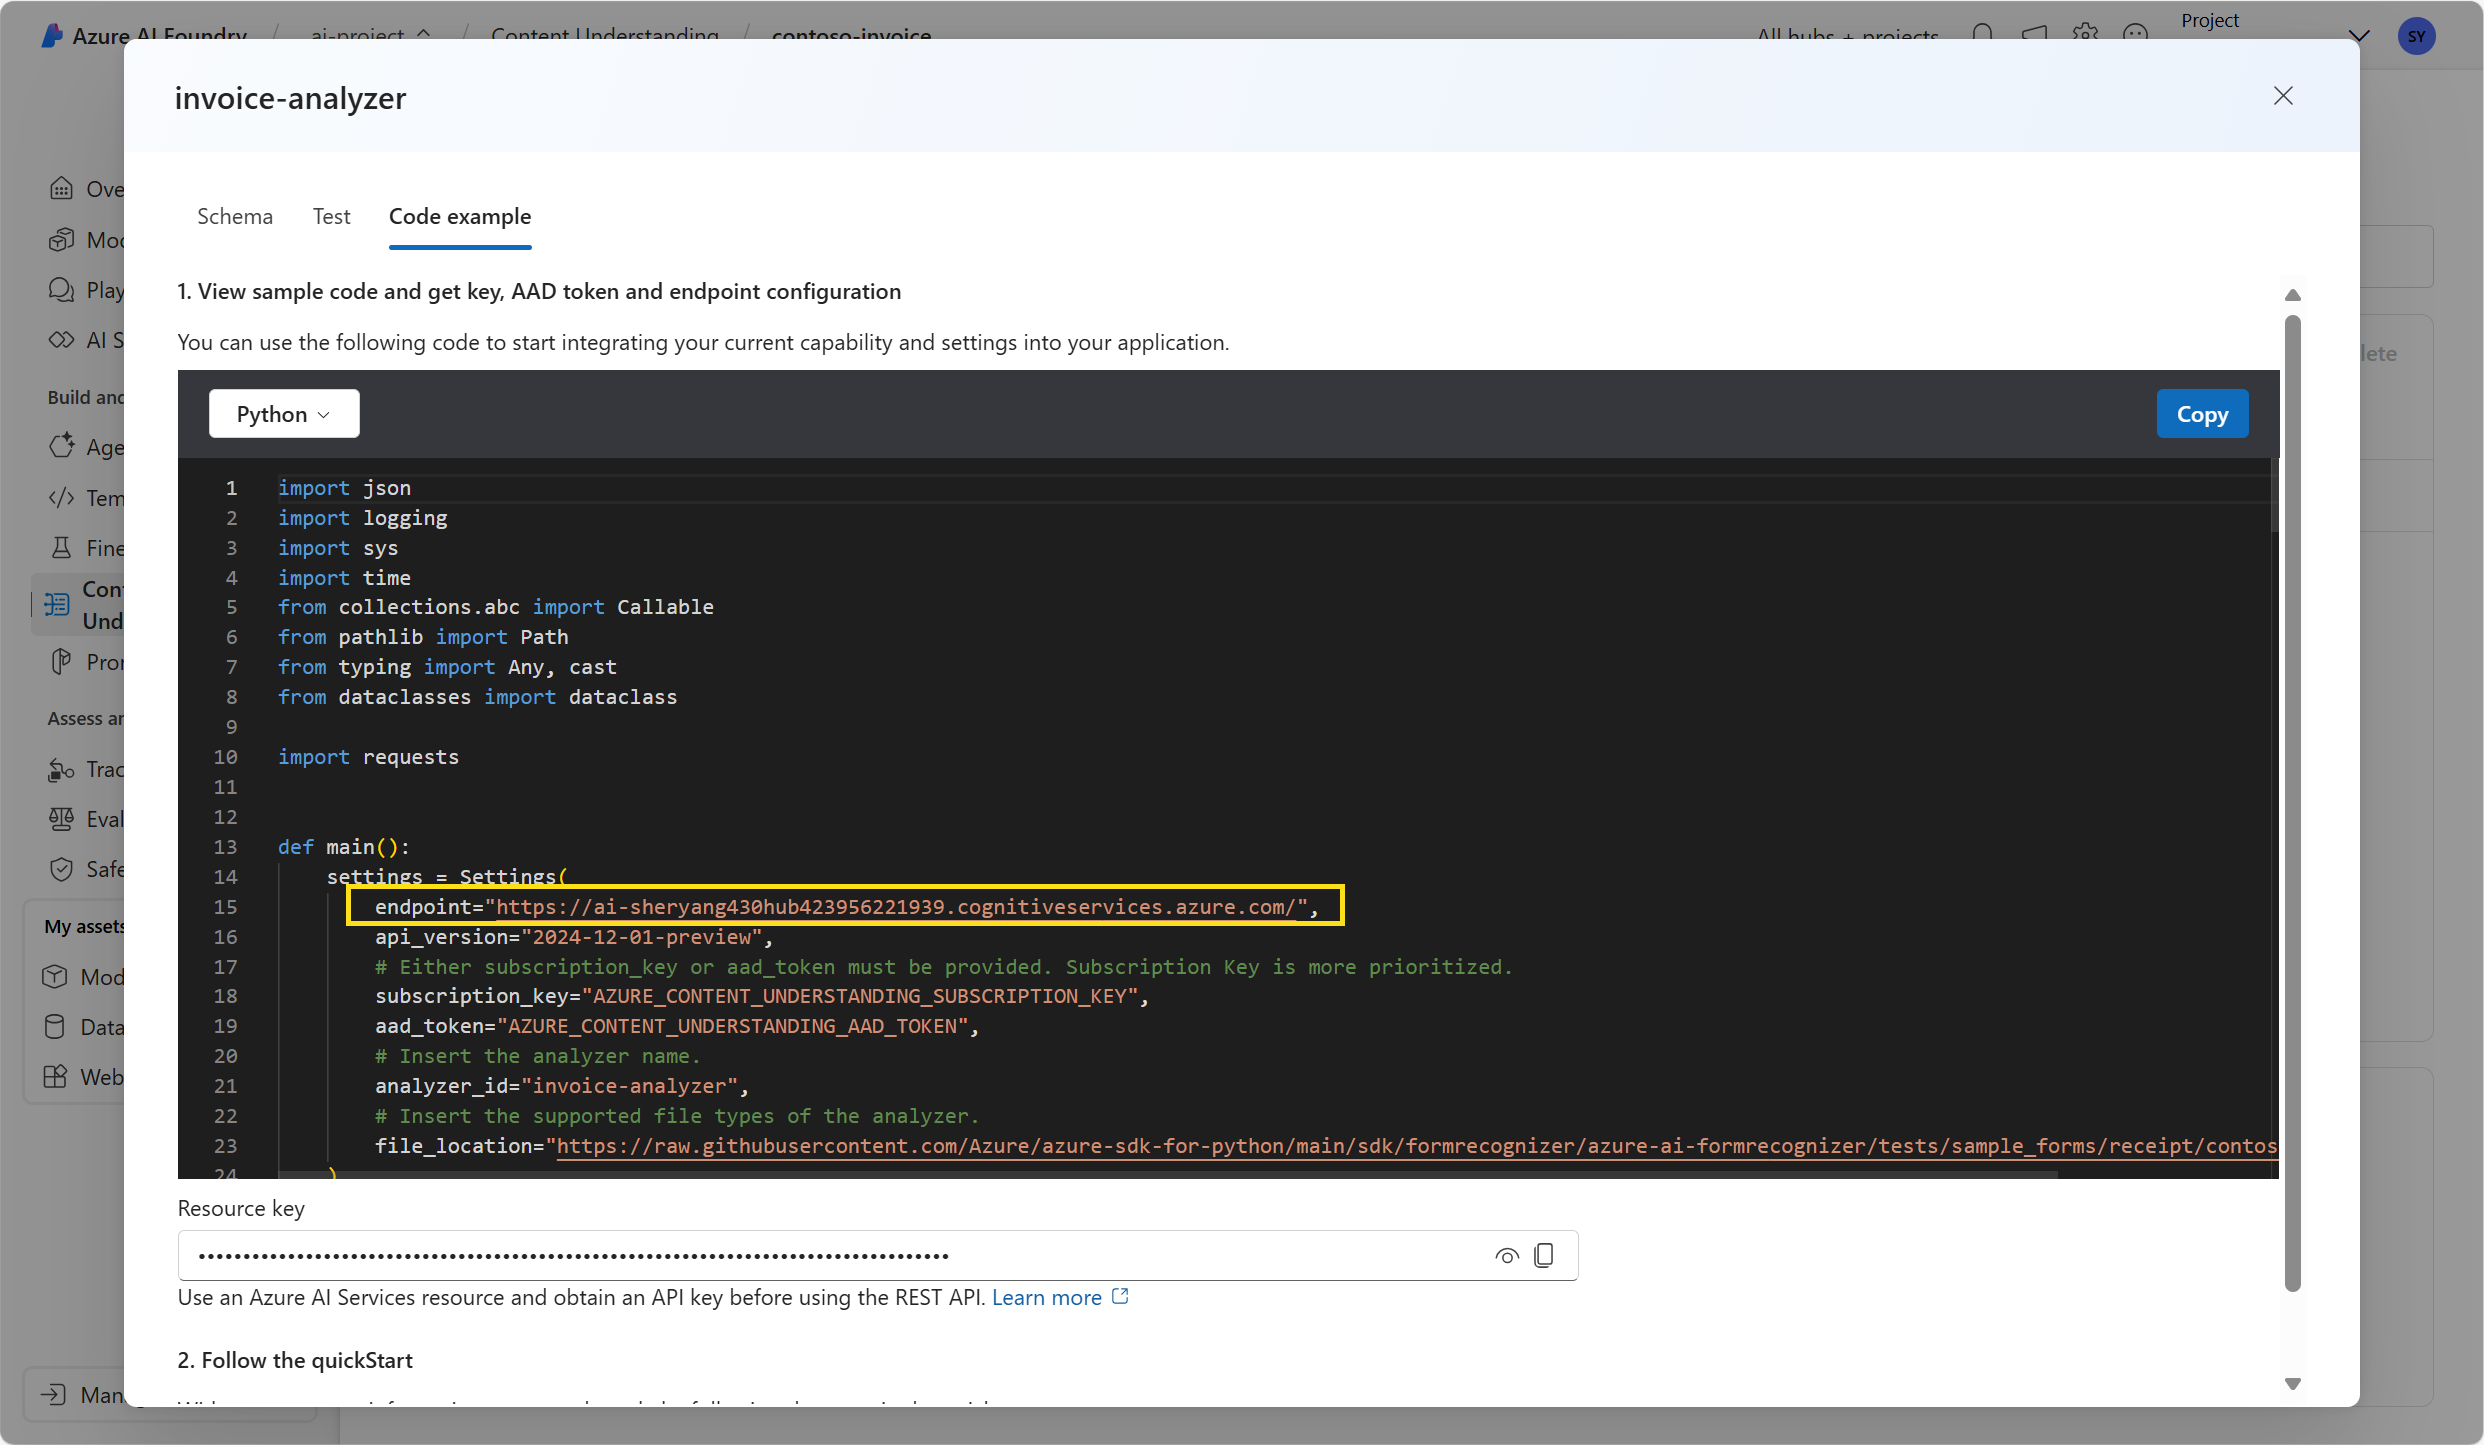 Azure AI Foundry / ai-project / Content Understanding / contoso-invoice All hubs + projects Project SY
invoice-analyzer
Schema Test Code example
1. View sample code and get key, AAD token and endpoint configuration
You can use the following code to start integrating your current capability and settings into your application.
Python Copy
1 import json
2 import logging
3 import sys
4 import time
5 from collections.abc import Callable
6 from pathlib import Path
7 from typing import Any, cast
8 from dataclasses import dataclass
9
10 import requests
11
12
13 def main():
14 settings = Settings(
15 endpoint="https://ai-sheryang430hub423956221939.cognitiveservices.azure.com/",
16 api_version="2024-12-01-preview",
17 # Either subscription_key or aad_token must be provided. Subscription Key is more prioritized.
18 subscription_key="AZURE_CONTENT_UNDERSTANDING_SUBSCRIPTION_KEY",
19 aad_token="AZURE_CONTENT_UNDERSTANDING_AAD_TOKEN",
20 # Insert the analyzer name.
21 analyzer_id="invoice-analyzer",
22 # Insert the supported file types of the analyzer.
23 file_location="https://raw.githubusercontent.com/Azure/azure-sdk-for-python/main/sdk/formrecognizer/azure-ai-formrecognizer/tests/sample_forms/receipt/contos
24 )
Resource key
Use an Azure AI Services resource and obtain an API key before using the REST API. Learn more
2. Follow the quickStart
Ove
Mod
Play
AI S
Build and
Age
Tem
Fine
Con
Und
Pror
Assess an
Trac
Eval
Safe
My assets
Mod
Data
Web
Man
lete